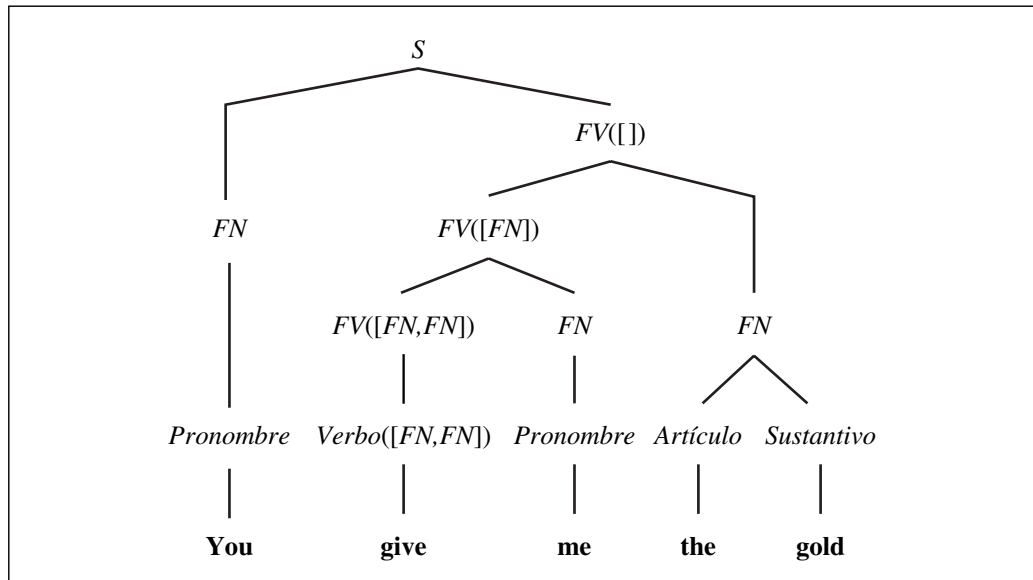 S
FV([])
FN FV([FN])
FV([FN,FN]) FN FN
Pronombre Verbo([FN,FN]) Pronombre Artículo Sustantivo
You give me the gold